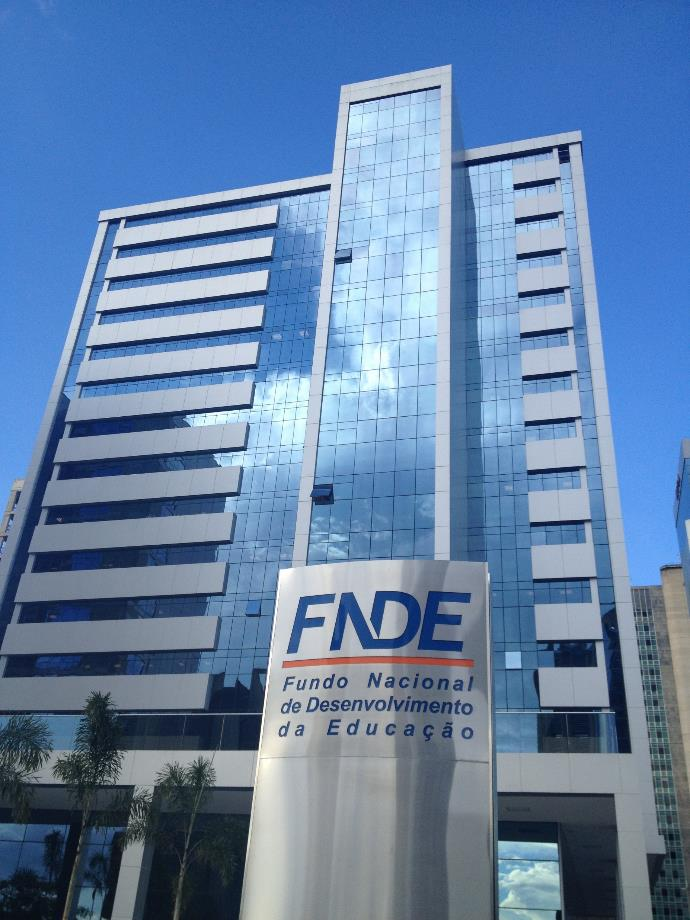 FNDE
Fundo Nacional
de Desenvolvimento
da Educação